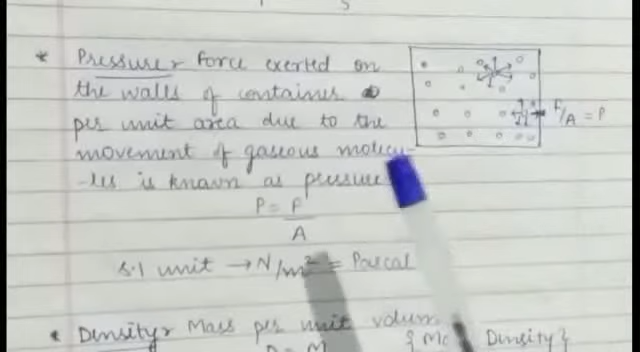 * Pressure → Force exerted on
the walls of container
per unit area due to the
movement of gaseous molecu-
-les is known as pressure
F/A = P
P = F
A
S.I unit → N/m² = Pascal
* Density → Mass per unit volum
{ Density }
D = M